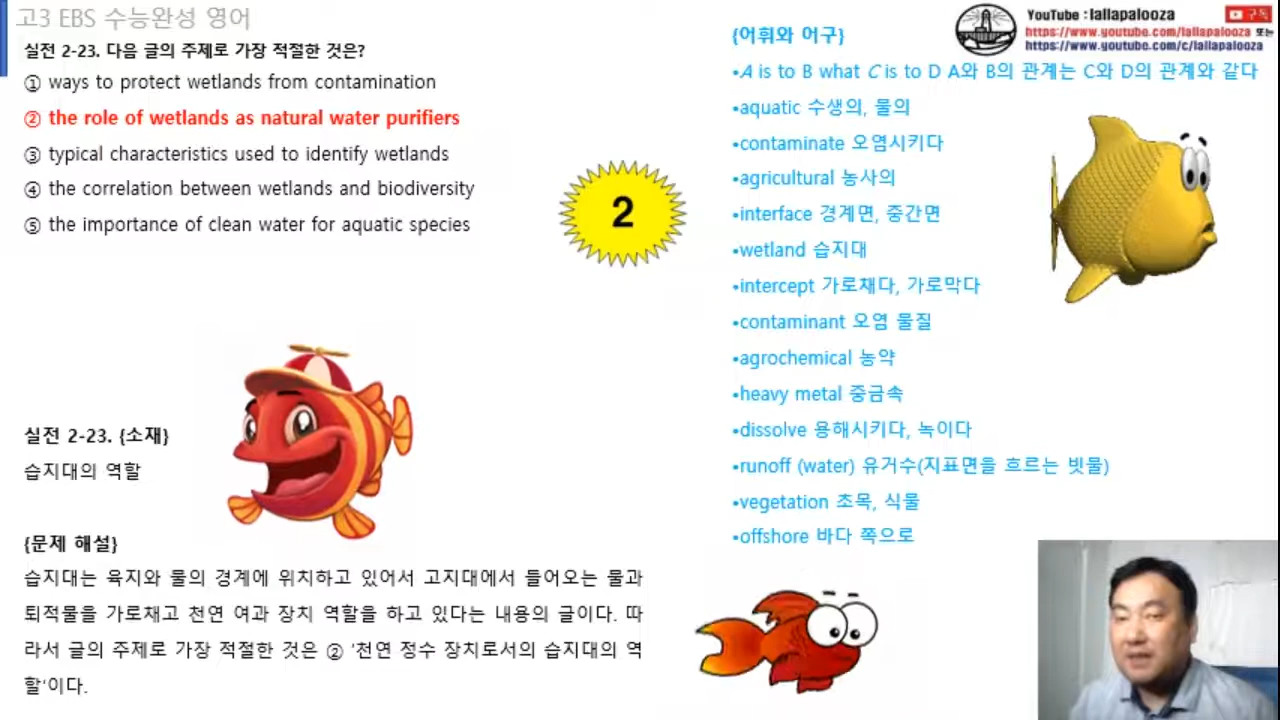 고3 EBS 수능완성 영어
실전 2-23. 다음 글의 주제로 가장 적절한 것은?
① ways to protect wetlands from contamination
② the role of wetlands as natural water purifiers
③ typical characteristics used to identify wetlands
④ the correlation between wetlands and biodiversity
⑤ the importance of clean water for aquatic species
2
실전 2-23. {소재}
습지대의 역할
{문제 해설}
습지대는 육지와 물의 경계에 위치하고 있어서 고지대에서 들어오는 물과
퇴적물을 가로채고 천연 여과 장치 역할을 하고 있다는 내용의 글이다. 따
라서 글의 주제로 가장 적절한 것은 ② '천연 정수 장치로서의 습지대의 역
할'이다.
{어휘와 어구}
•A is to B what C is to D A와 B의 관계는 C와 D의 관계와 같다
•aquatic 수생의, 물의
•contaminate 오염시키다
•agricultural 농사의
•interface 경계면, 중간면
•wetland 습지대
•intercept 가로채다, 가로막다
•contaminant 오염 물질
•agrochemical 농약
•heavy metal 중금속
•dissolve 용해시키다, 녹이다
•runoff (water) 유거수(지표면을 흐르는 빗물)
•vegetation 초목, 식물
•offshore 바다 쪽으로
YouTube : lallapalooza
구독
https://www.youtube.com/lallapalooza 또는
https://www.youtube.com/c/lallapalooza